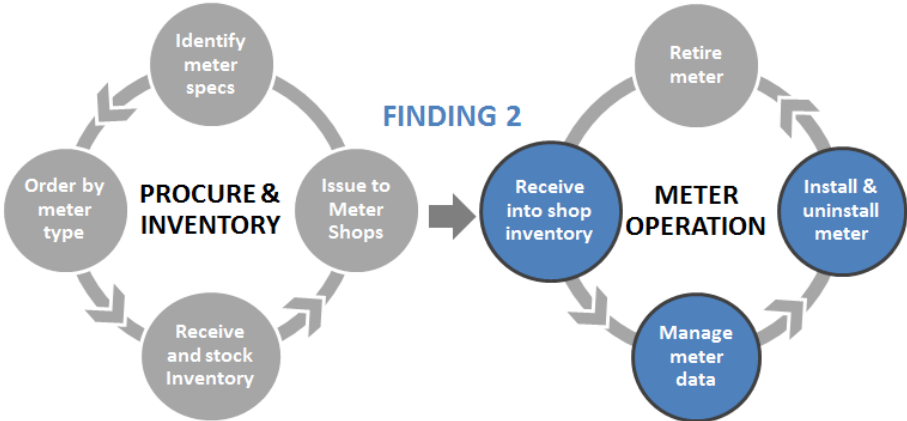 Identify
meter
specs
Order by
meter
type
PROCURE &
INVENTORY
Issue to
Meter
Shops
Receive
and stock
Inventory
FINDING 2
Retire
meter
Receive
into shop
inventory
METER
OPERATION
Install &
uninstall
meter
Manage
meter
data